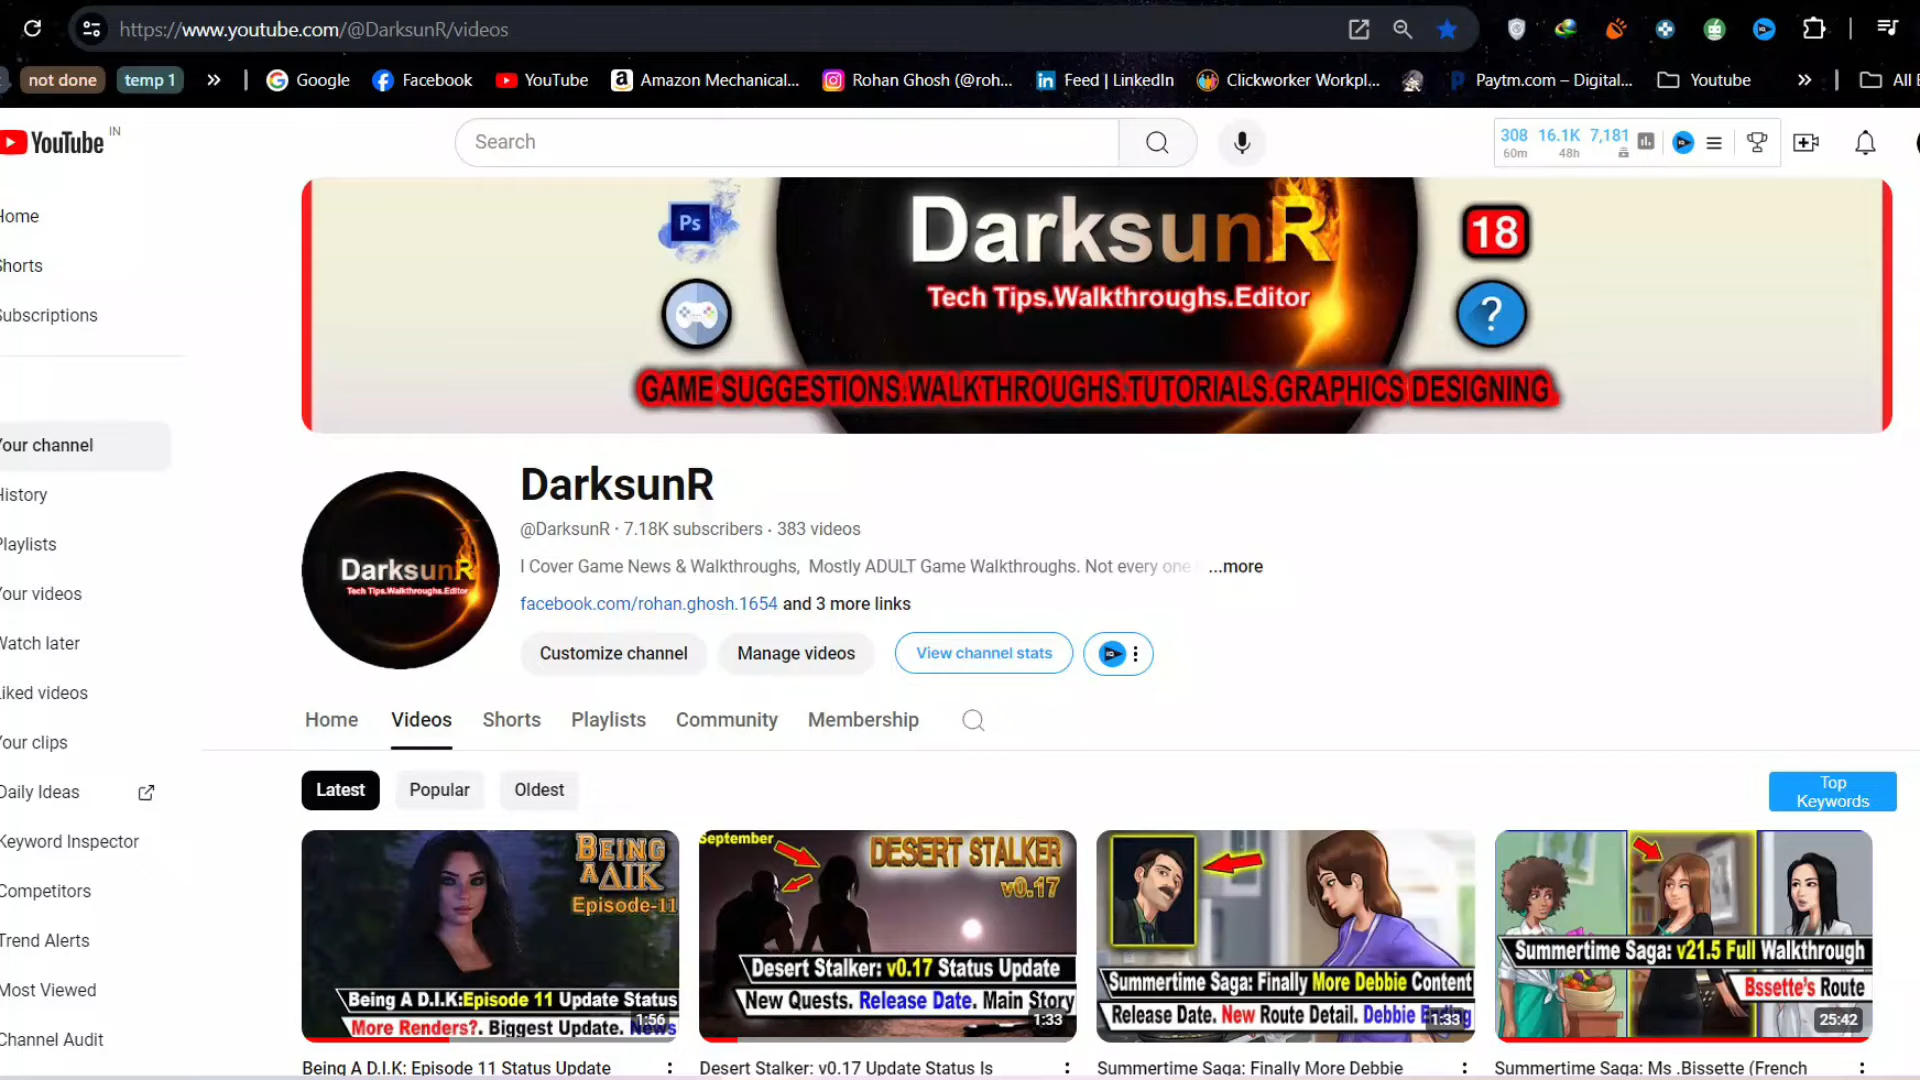 https://www.youtube.com/@DarksunR/videos
not done
temp 1
Google
Facebook
YouTube
Amazon Mechanical...
Rohan Ghosh (@roh...
Feed | LinkedIn
Clickworker Workpl...
Paytm.com – Digital...
Youtube
All
YouTube IN
Search
308 16.1K 7,181
60m 48h
Home
Shorts
Subscriptions
Your channel
History
Playlists
Your videos
Watch later
Liked videos
Your clips
Daily Ideas
Keyword Inspector
Competitors
Trend Alerts
Most Viewed
Channel Audit
Ps
DarksunR
18
Tech Tips.Walkthroughs.Editor
?
GAME SUGGESTIONS.WALKTHROUGHS.TUTORIALS.GRAPHICS DESIGNING.
DarksunR
Tech Tips.Walkthroughs.Editor
DarksunR
@DarksunR · 7.18K subscribers · 383 videos
I Cover Game News & Walkthroughs, Mostly ADULT Game Walkthroughs. Not every one ...more
facebook.com/rohan.ghosh.1654 and 3 more links
Customize channel
Manage videos
View channel stats
Home
Videos
Shorts
Playlists
Community
Membership
Latest
Popular
Oldest
Top
Keywords
BEING
A DIK
Episode-11
Being A D.I.K:Episode 11 Update Status
More Renders?. Biggest Update. News
1:56
Being A D.I.K: Episode 11 Status Update
September
DESERT STALKER
v0.17
Desert Stalker: v0.17 Status Update
New Quests. Release Date. Main Story
1:33
Desert Stalker: v0.17 Update Status Is
Summertime Saga: Finally More Debbie Content
Release Date. New Route Detail. Debbie Ending
1:33
Summertime Saga: Finally More Debbie
Summertime Saga: v21.5 Full Walkthrough
Bssette's Route
25:42
Summertime Saga: Ms .Bissette (French